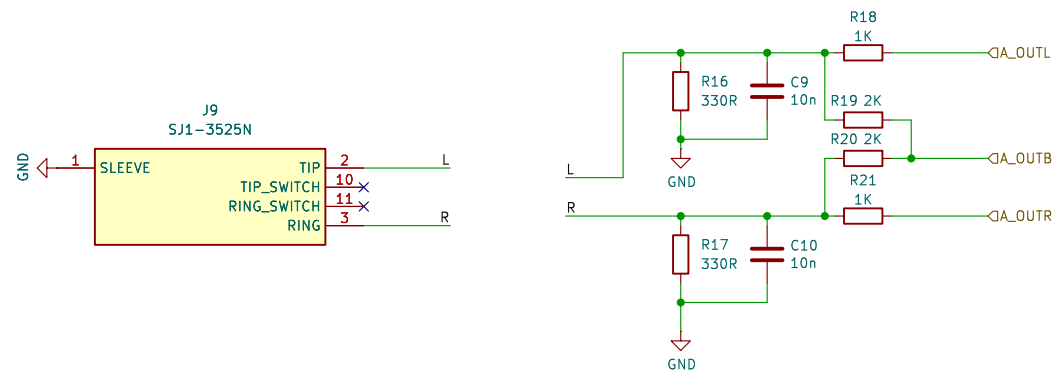 J9
SJ1-3525N
GND
1
SLEEVE
TIP
2
L
TIP_SWITCH
10
RING_SWITCH
11
RING
3
R
R18
1K
A_OUTL
R16
330R
C9
10n
R19 2K
R20 2K
A_OUTB
GND
L
R21
1K
R
A_OUTR
R17
330R
C10
10n
GND